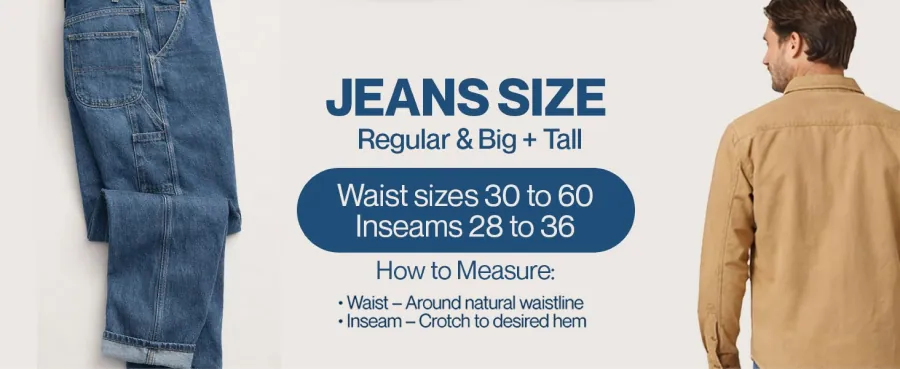 JEANS SIZE
Regular & Big + Tall
Waist sizes 30 to 60
Inseams 28 to 36
How to Measure:
• Waist – Around natural waistline
• Inseam – Crotch to desired hem